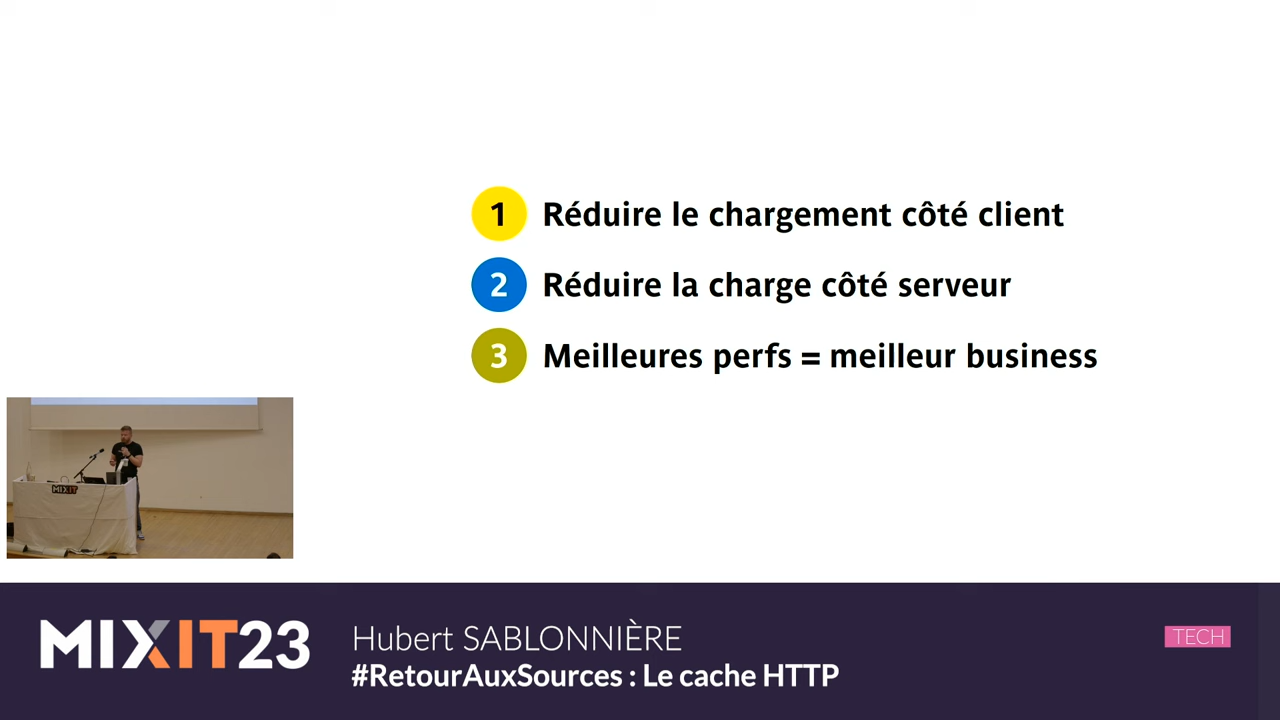 1 Réduire le chargement côté client
2 Réduire la charge côté serveur
3 Meilleures perfs = meilleur business
MIXIT
MIXIT23
Hubert SABLONNIÈRE
#RetourAuxSources : Le cache HTTP
TECH